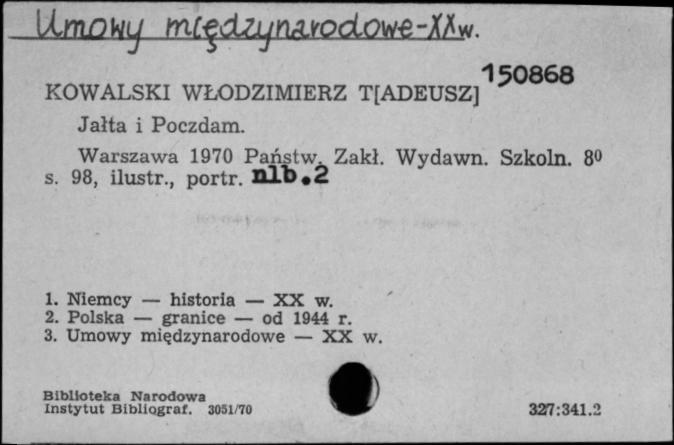 Umowy międzynarodowe-XXw.
150868
KOWALSKI WŁODZIMIERZ T[ADEUSZ]
Jałta i Poczdam.
Warszawa 1970 Państw. Zakł. Wydawn. Szkoln. 8⁰
s. 98, ilustr., portr. nlb.2
1. Niemcy — historia — XX w.
2. Polska — granice — od 1944 r.
3. Umowy międzynarodowe — XX w.
Biblioteka Narodowa
Instytut Bibliograf. 3051/70
327:341.2